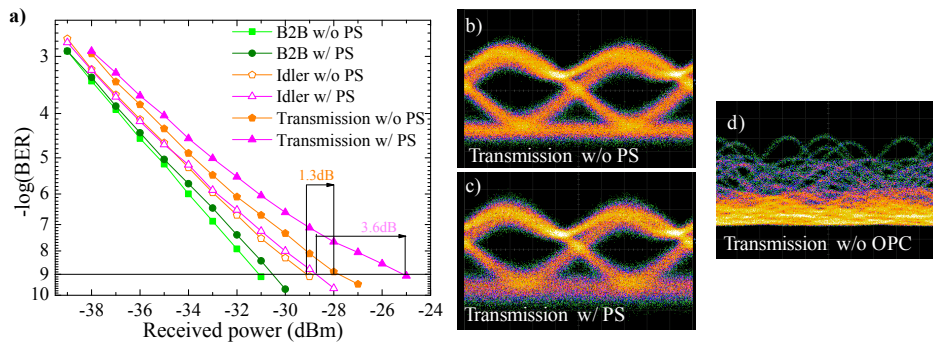 a)
B2B w/o PS
B2B w/ PS
Idler w/o PS
Idler w/ PS
Transmission w/o PS
Transmission w/ PS
1.3dB
3.6dB
-log(BER)
3
4
5
6
7
8
9
10
-38 -36 -34 -32 -30 -28 -26 -24
Received power (dBm)
b)
Transmission w/o PS
c)
Transmission w/ PS
d)
Transmission w/o OPC